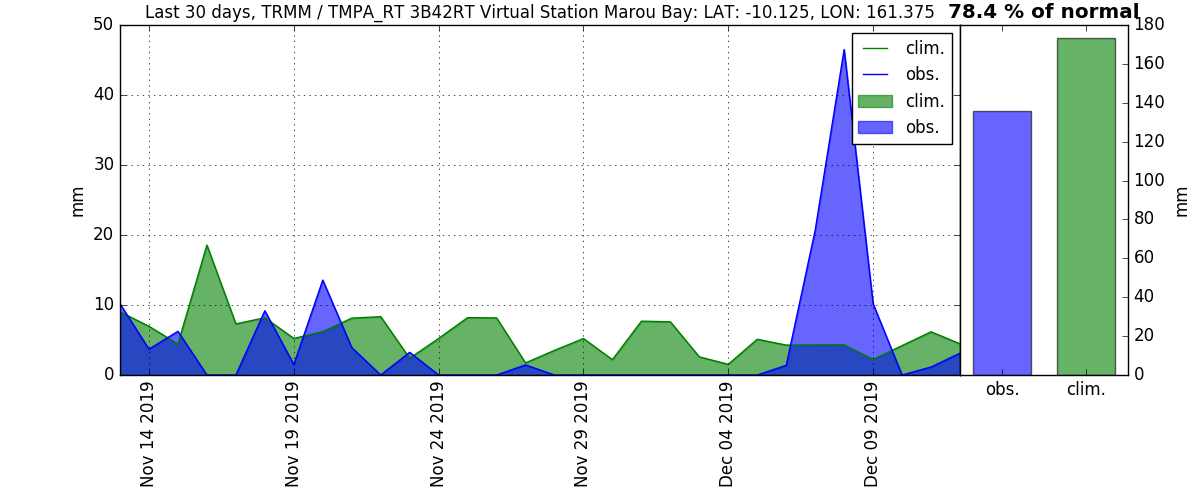 Last 30 days, TRMM / TMPA_RT 3B42RT Virtual Station Marou Bay: LAT: -10.125, LON: 161.375
78.4 % of normal
50
40
30
20
10
0
mm
clim.
obs.
clim.
obs.
Nov 14 2019
Nov 19 2019
Nov 24 2019
Nov 29 2019
Dec 04 2019
Dec 09 2019
180
160
140
120
100
80
60
40
20
0
mm
obs.
clim.